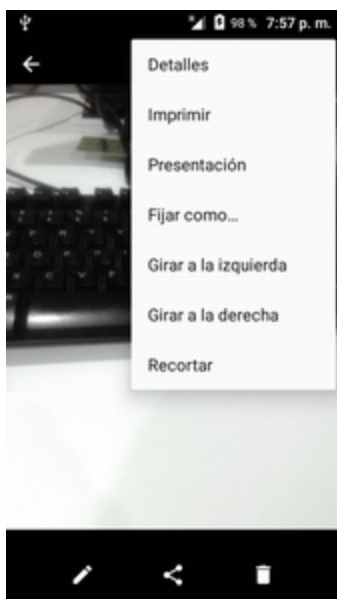 98 % 7:57 p. m.
Detalles
Imprimir
Presentación
Fijar como...
Girar a la izquierda
Girar a la derecha
Recortar